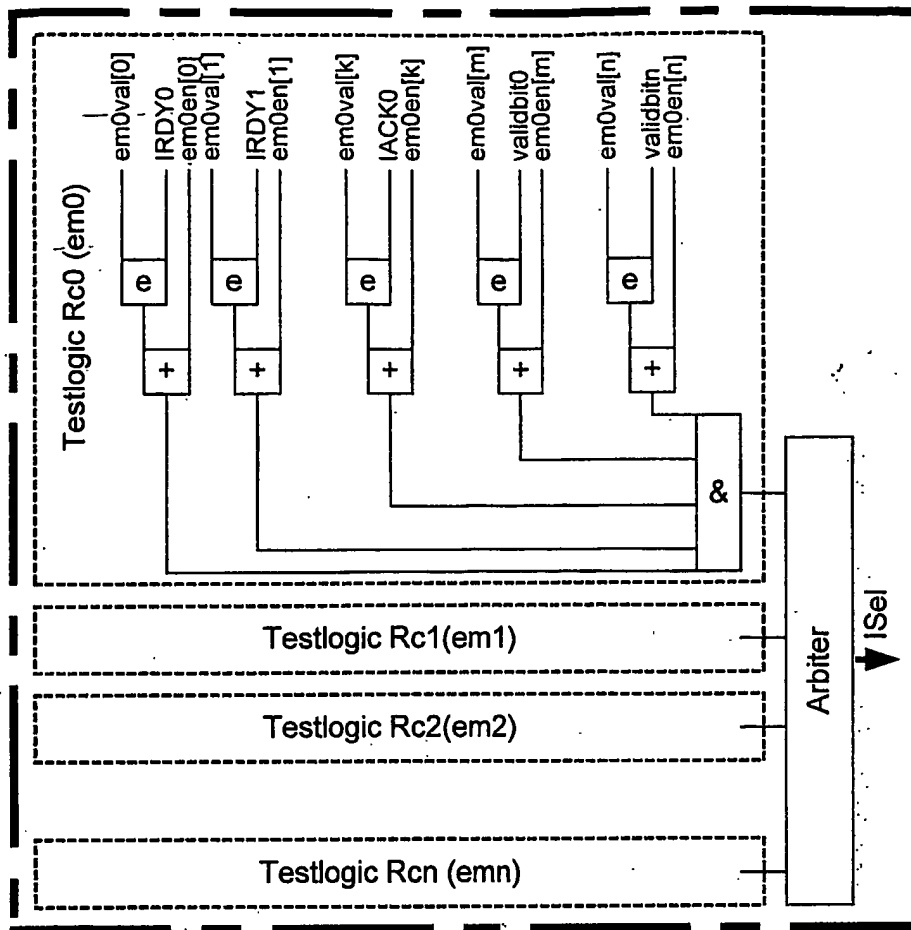 Testlogic Rc0 (em0)
em0val[0]
IRDY0
em0en[0]
em0val[1]
IRDY1
em0en[1]
em0val[k]
IACK0
em0en[k]
em0val[m]
validbit0
em0en[m]
em0val[n]
validbitn
em0en[n]
e
e
e
e
e
+
+
+
+
+
&
Testlogic Rc1(em1)
Testlogic Rc2(em2)
Testlogic Rcn (emn)
Arbiter
ISel